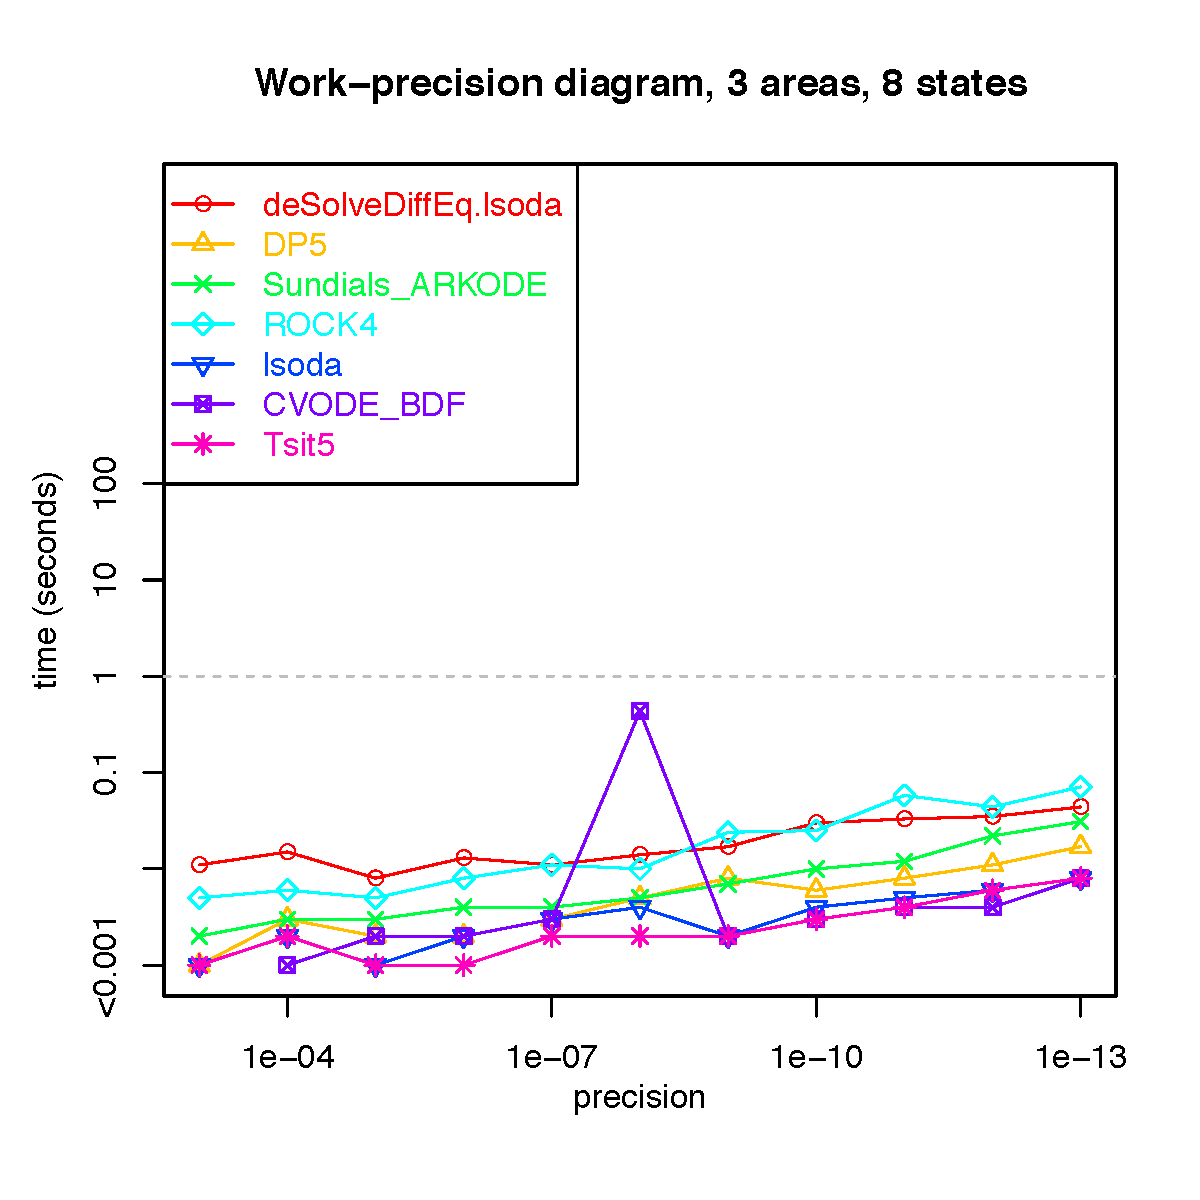 Work−precision diagram, 3 areas, 8 states
deSolveDiffEq.lsoda
DP5
Sundials_ARKODE
ROCK4
lsoda
CVODE_BDF
Tsit5
time (seconds)
100
10
1
0.1
<0.001
1e−04 1e−07 1e−10 1e−13
precision